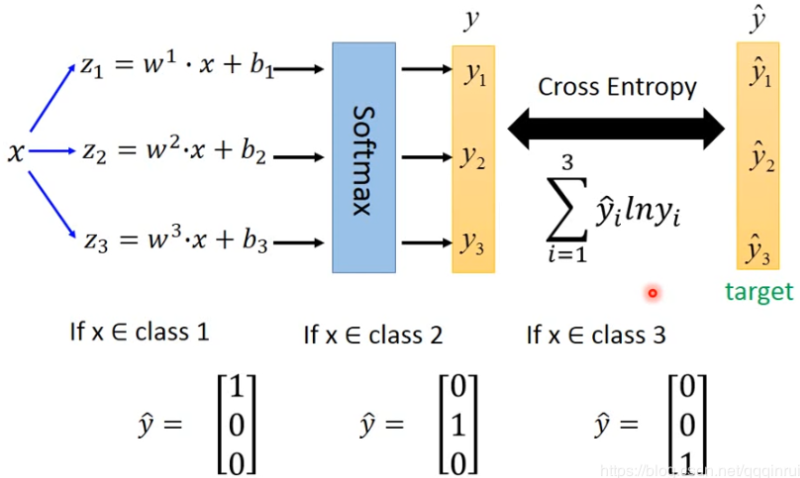 y
ŷ
z₁ = w¹ · x + b₁
y₁
ŷ₁
Cross Entropy
x
z₂ = w²·x + b₂
Softmax
y₂
3
∑ ŷᵢlnyᵢ
i=1
ŷ₂
z₃ = w³·x + b₃
y₃
ŷ₃
target
If x ∈ class 1
If x ∈ class 2
If x ∈ class 3
ŷ = [1 0 0]
ŷ = [0 1 0]
ŷ = [0 0 1]
https://blog.csdn.net/qqqinrui